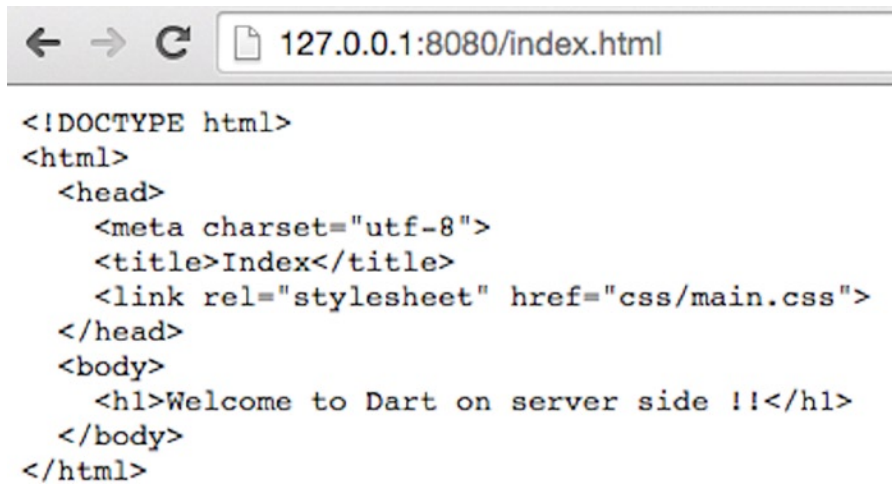 127.0.0.1:8080/index.html
<!DOCTYPE html>
<html>
  <head>
    <meta charset="utf-8">
    <title>Index</title>
    <link rel="stylesheet" href="css/main.css">
  </head>
  <body>
    <h1>Welcome to Dart on server side !!</h1>
  </body>
</html>